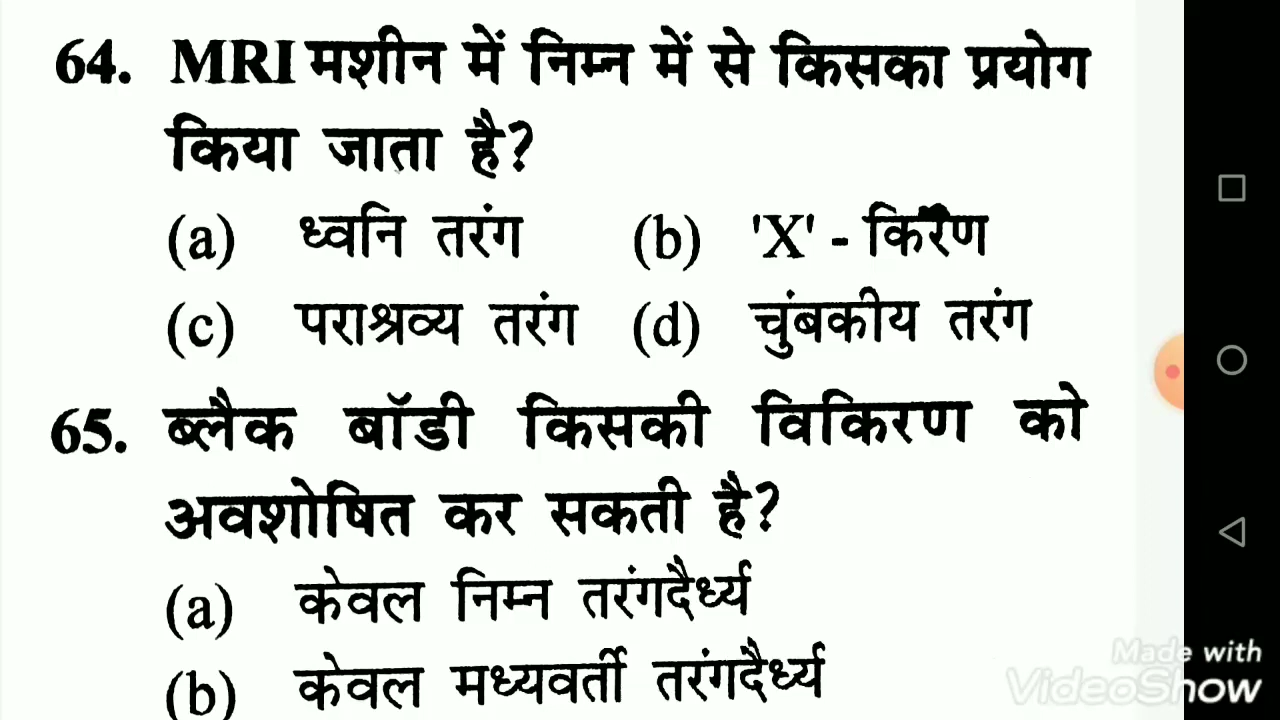 64. MRI मशीन में निम्न में से किसका प्रयोग
किया जाता है?
(a) ध्वनि तरंग (b) 'X' - किरण
(c) पराश्रव्य तरंग (d) चुंबकीय तरंग
65. ब्लैक बॉडी किसकी विकिरण को
अवशोषित कर सकती है?
(a) केवल निम्न तरंगदैर्ध्य
(b) केवल मध्यवर्ती तरंगदैर्ध्य
Made with
VideoShow